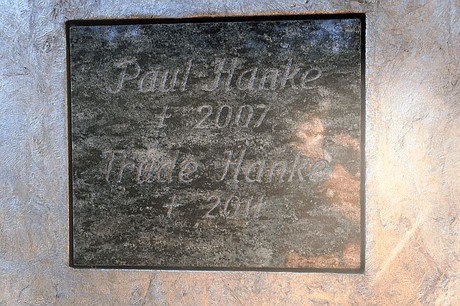 Paul Hanke
† 2007
Trude Hanke
† 2011